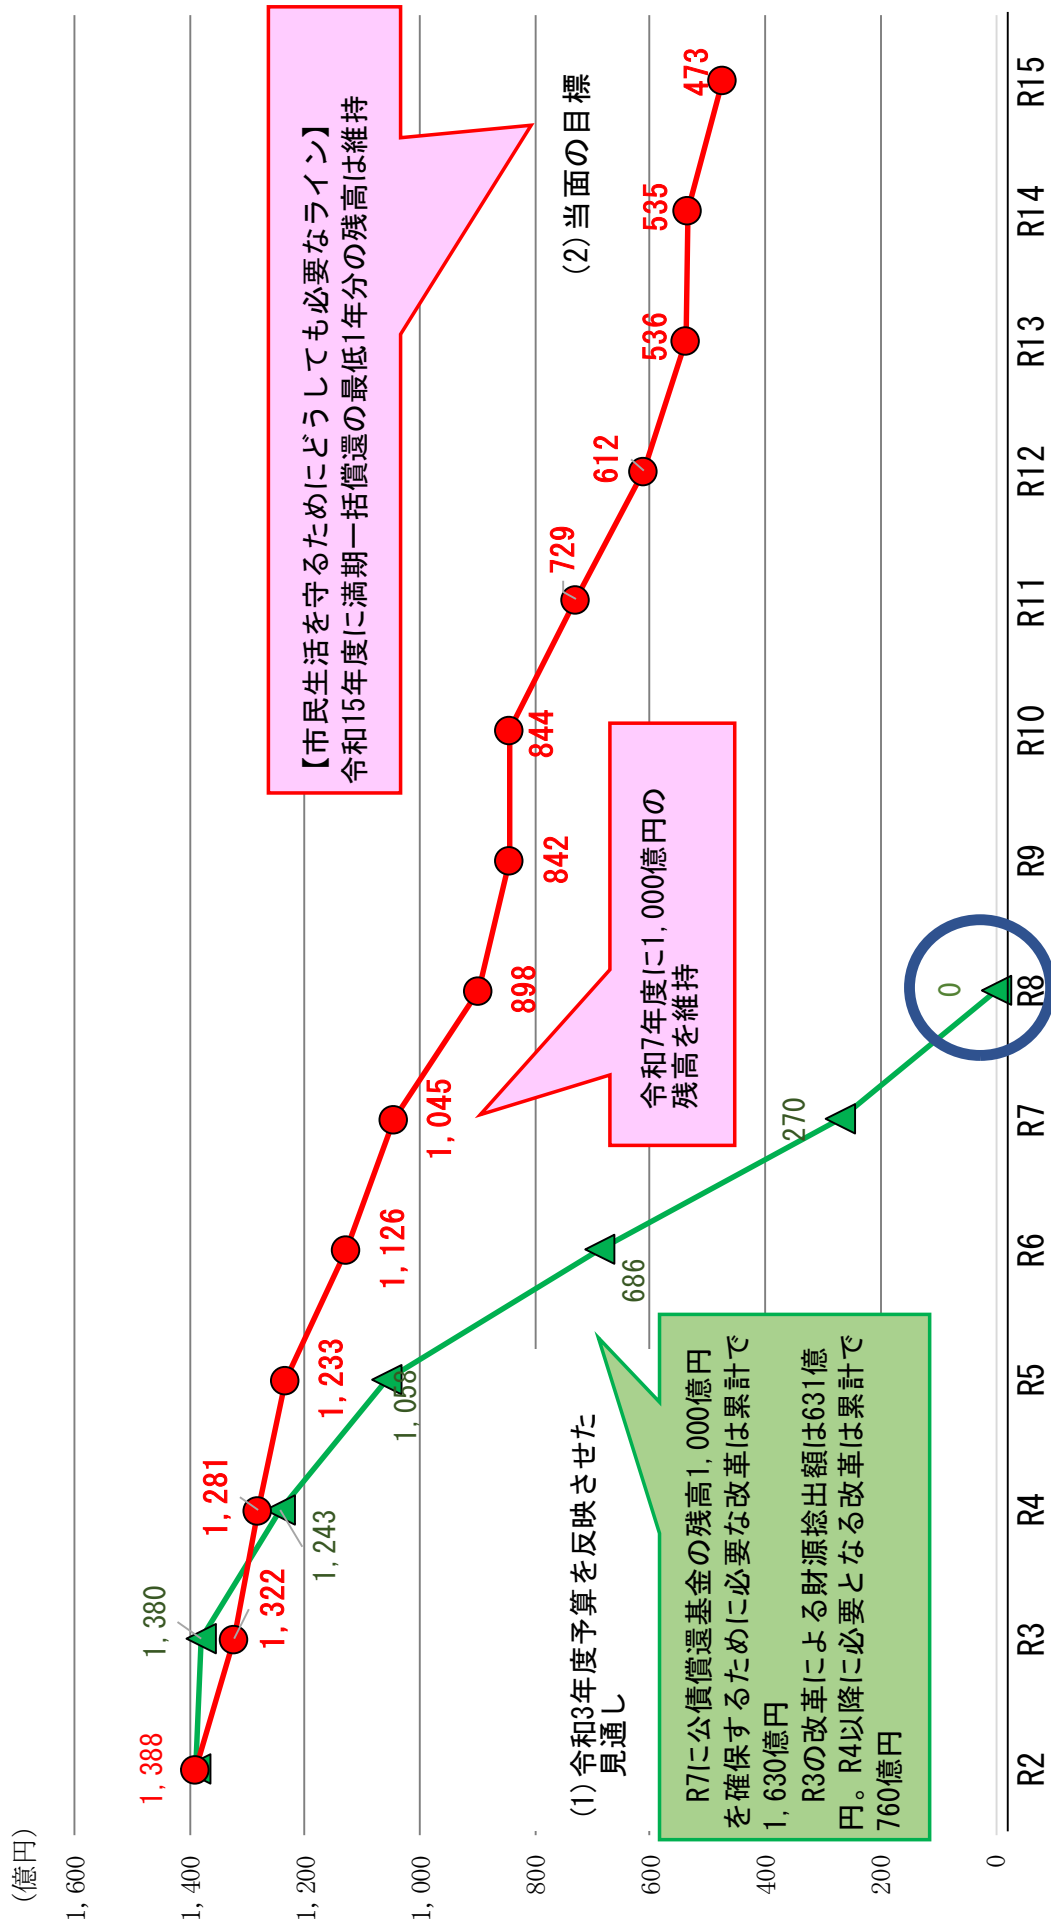 (億円)
1,600
1,400
1,200
1,000
800
600
400
200
0
【市民生活を守るためにどうしても必要なライン】
令和15年度に満期一括償還の最低1年分の残高は維持
(2)当面の目標
令和7年度に1,000億円の
残高を維持
(1)令和3年度予算を反映させた
見通し
R7に公債償還基金の残高1,000億円
を確保するために必要な改革は累計で
1,630億円
R3の改革による財源捻出額は631億
円。R4以降に必要となる改革は累計で
760億円
1,388
1,322
1,281
1,233
1,126
1,045
898
842
844
729
612
536
535
473
1,380
1,243
1,058
686
270
0
R2
R3
R4
R5
R6
R7
R8
R9
R10
R11
R12
R13
R14
R15